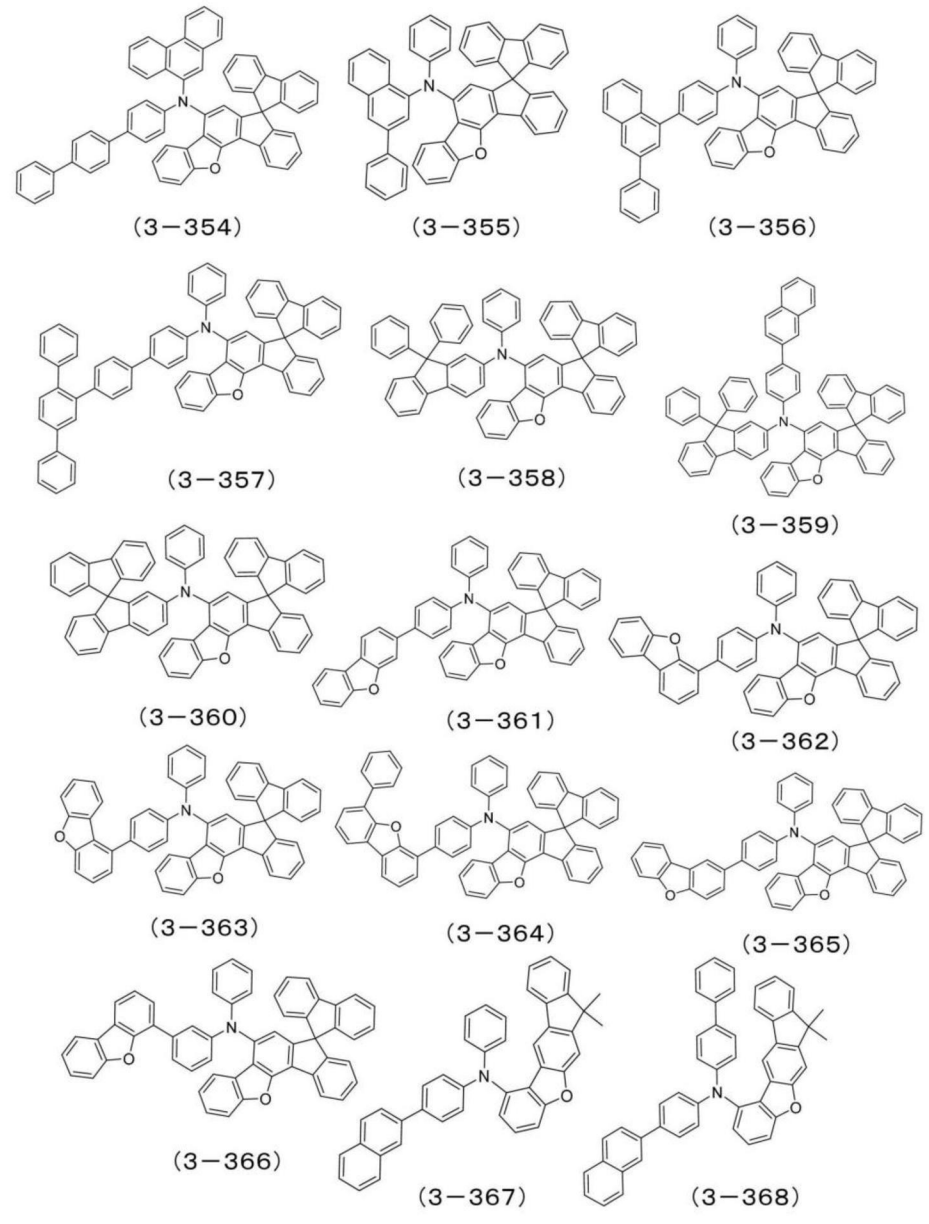 N
O
(3−354)
N
O
(3−355)
N
O
(3−356)
N
O
(3−357)
N
O
(3−358)
N
O
(3−359)
N
O
(3−360)
N
O
O
(3−361)
O
N
O
(3−362)
N
O
O
(3−363)
N
O
O
(3−364)
N
O
O
(3−365)
N
O
O
(3−366)
N
O
(3−367)
N
O
(3−368)